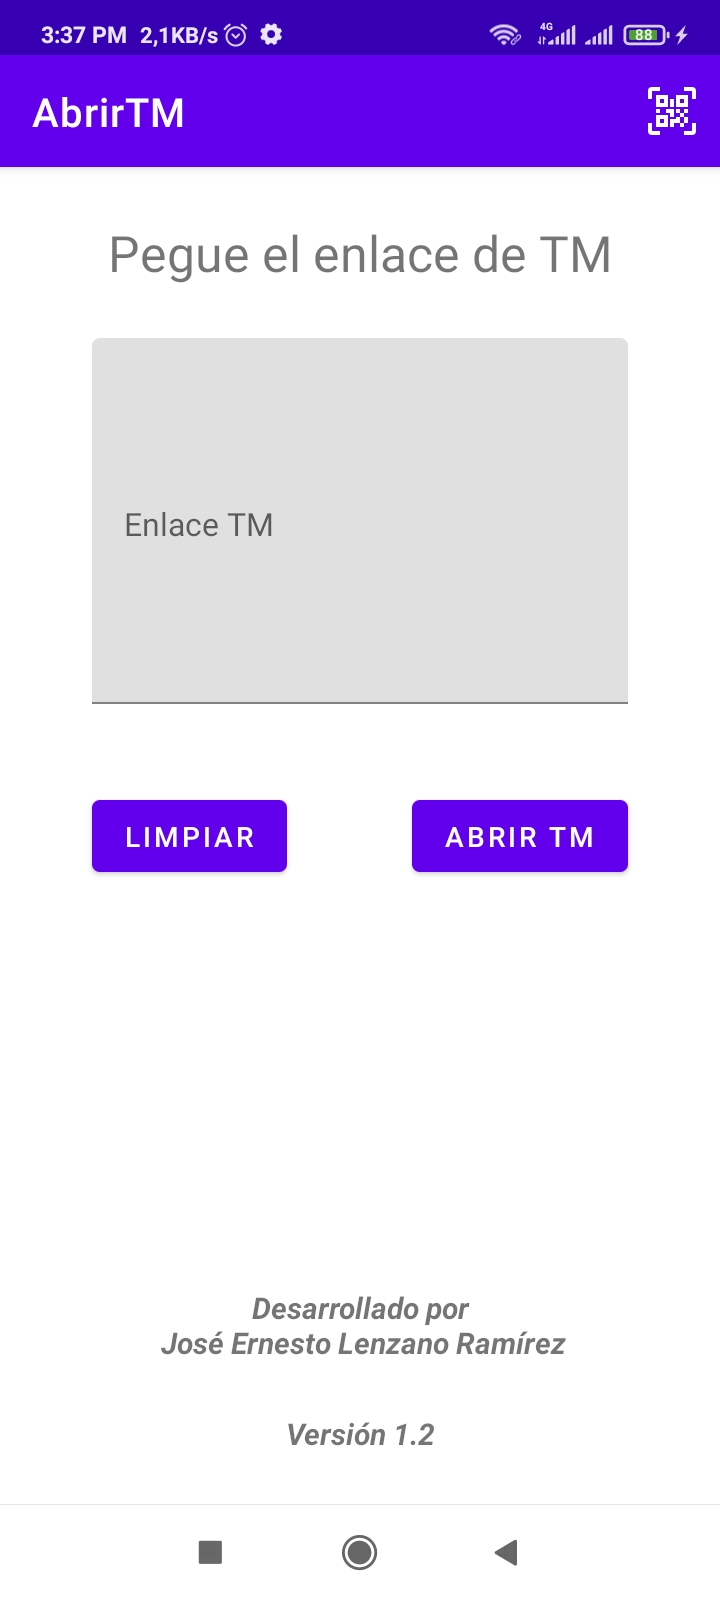 3:37 PM 2,1KB/s 4G 88
AbrirTM
Pegue el enlace de TM
Enlace TM
LIMPIAR ABRIR TM
Desarrollado por
José Ernesto Lenzano Ramírez
Versión 1.2